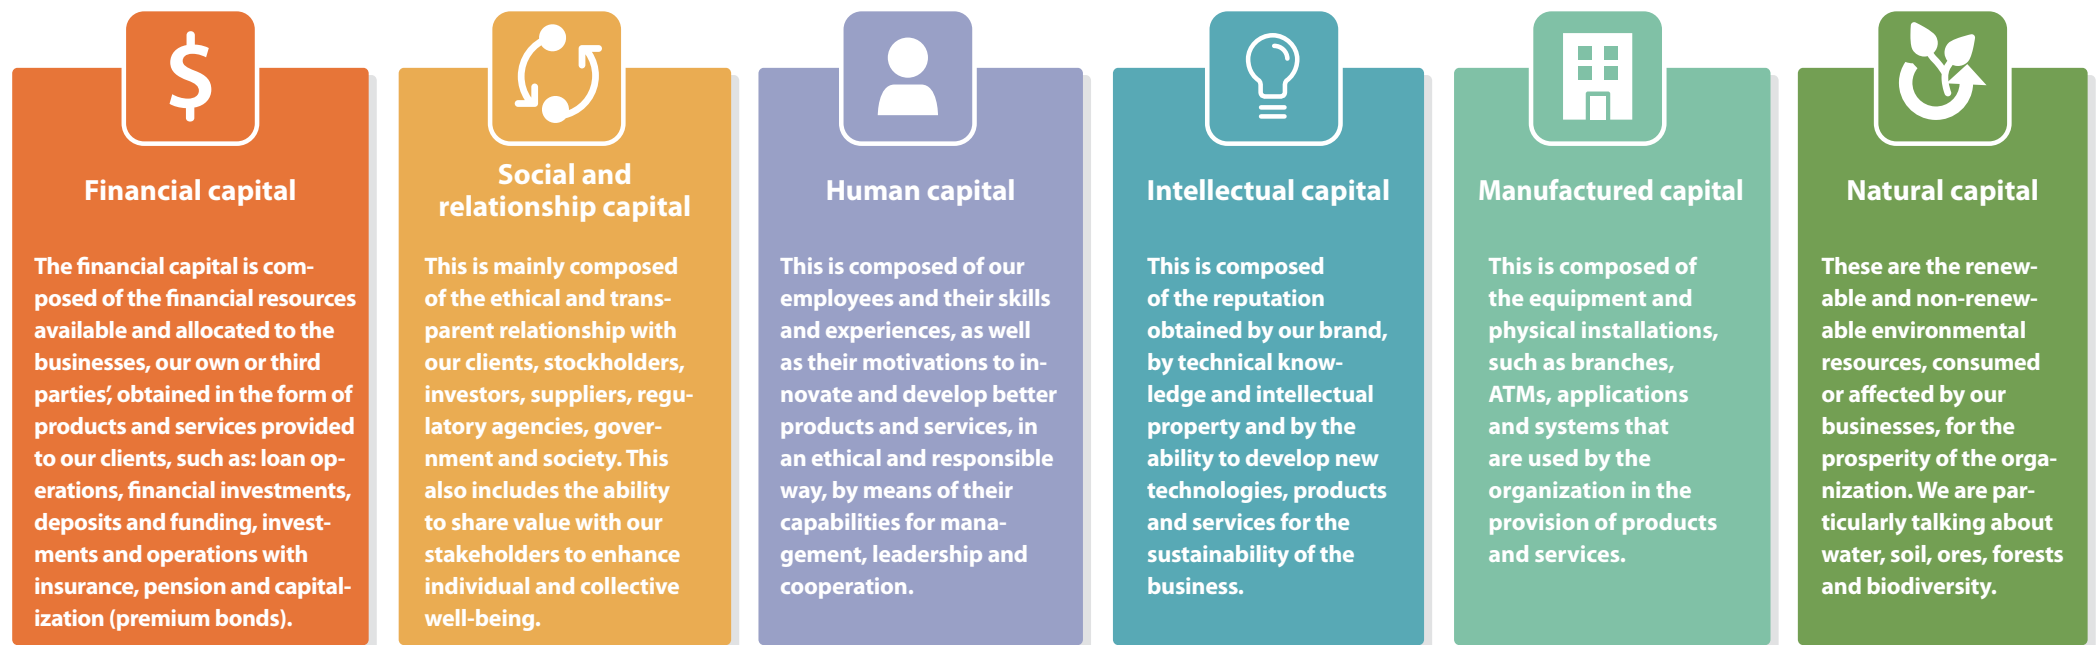 $
Financial capital
The financial capital is com-
posed of the financial resources
available and allocated to the
businesses, our own or third
parties’, obtained in the form of
products and services provided
to our clients, such as: loan op-
erations, financial investments,
deposits and funding, invest-
ments and operations with
insurance, pension and capital-
ization (premium bonds).
Social and
relationship capital
This is mainly composed
of the ethical and trans-
parent relationship with
our clients, stockholders,
investors, suppliers, regu-
latory agencies, gover-
nment and society. This
also includes the ability
to share value with our
stakeholders to enhance
individual and collective
well-being.
Human capital
This is composed of our
employees and their skills
and experiences, as well
as their motivations to in-
novate and develop better
products and services, in
an ethical and responsible
way, by means of their
capabilities for mana-
gement, leadership and
cooperation.
Intellectual capital
This is composed
of the reputation
obtained by our brand,
by technical know-
ledge and intellectual
property and by the
ability to develop new
technologies, products
and services for the
sustainability of the
business.
Manufactured capital
This is composed of
the equipment and
physical installations,
such as branches,
ATMs, applications
and systems that
are used by the
organization in the
provision of products
and services.
Natural capital
These are the renew-
able and non-renew-
able environmental
resources, consumed
or affected by our
businesses, for the
prosperity of the orga-
nization. We are par-
ticularly talking about
water, soil, ores, forests
and biodiversity.